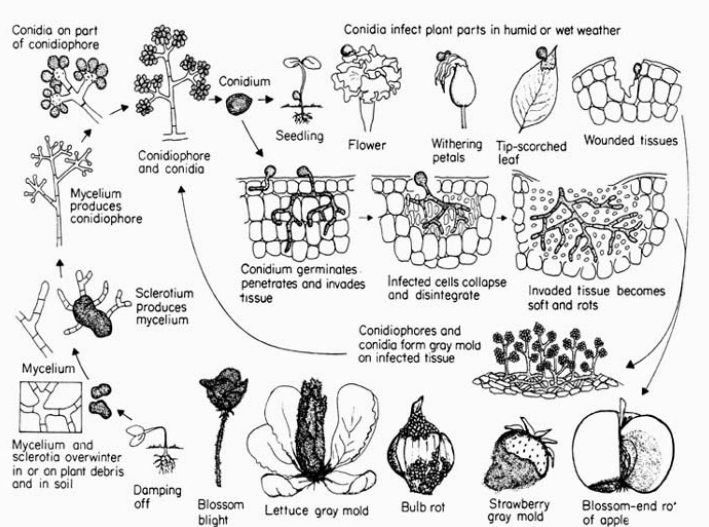 Conidia on part
of conidiophore
Conidia infect plant parts in humid or wet weather
Conidium
Seedling
Flower
Withering
petals
Tip-scorched
leaf
Wounded tissues
Conidiophore
and conidia
Mycelium
produces
conidiophore
Conidium germinates
penetrates and invades
tissue
Infected cells collapse
and disintegrate
Invaded tissue becomes
soft and rots
Sclerotium
produces
mycelium
Mycelium
Conidiophores and
conidia form gray mold
on infected tissue
Mycelium and
sclerotia overwinter
in or on plant debris
and in soil
Damping
off
Blossom
blight
Lettuce gray mold
Bulb rot
Strawberry
gray mold
Blossom-end ro
of apple